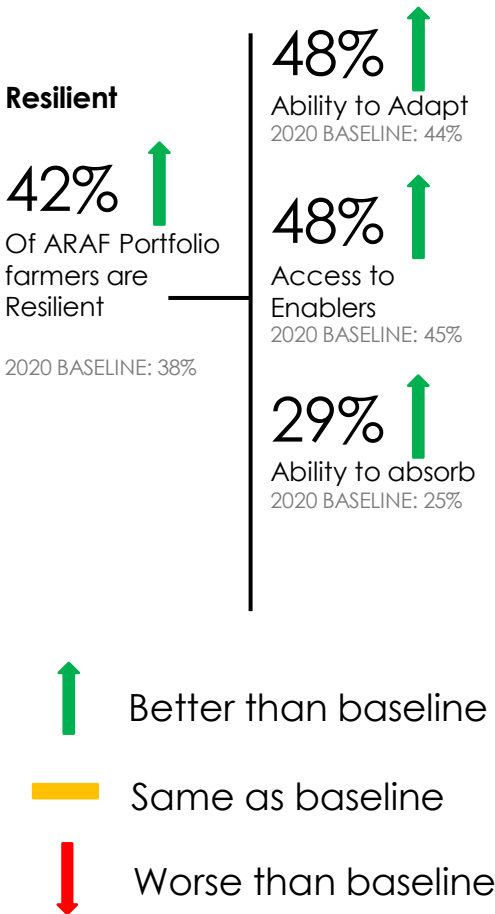 Resilient
42%
Of ARAF Portfolio
farmers are
Resilient
2020 BASELINE: 38%
48%
Ability to Adapt
2020 BASELINE: 44%
48%
Access to
Enablers
2020 BASELINE: 45%
29%
Ability to absorb
2020 BASELINE: 25%
Better than baseline
Same as baseline
Worse than baseline